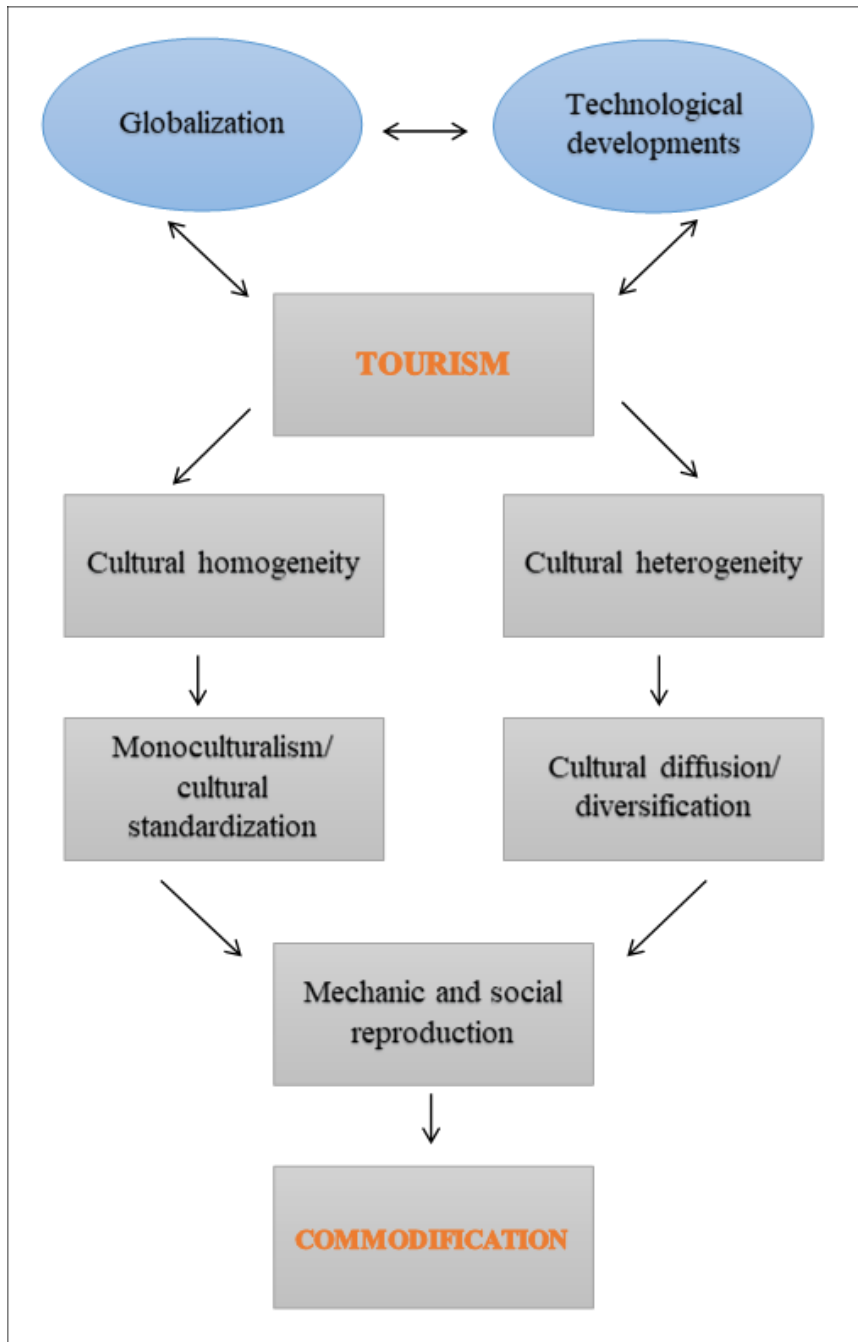 Globalization
Technological
developments
TOURISM
Cultural homogeneity
Cultural heterogeneity
Monoculturalism/
cultural
standardization
Cultural diffusion/
diversification
Mechanic and social
reproduction
COMMODIFICATION